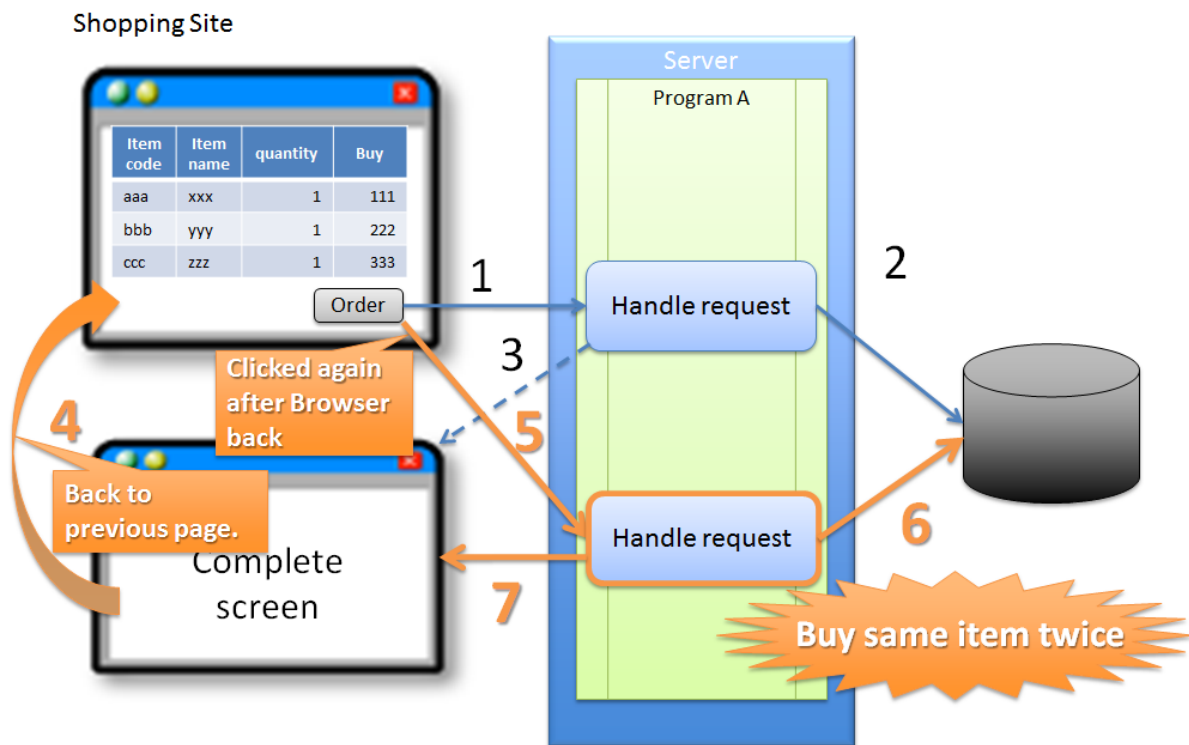 Shopping Site
Server
Program A
Item code
Item name
quantity
Buy
aaa xxx 1 111
bbb yyy 1 222
ccc zzz 1 333
Order
1
Handle request
2
Clicked again
after Browser
back
3
4
5
Back to
previous page.
Complete
screen
Handle request
6
7
Buy same item twice